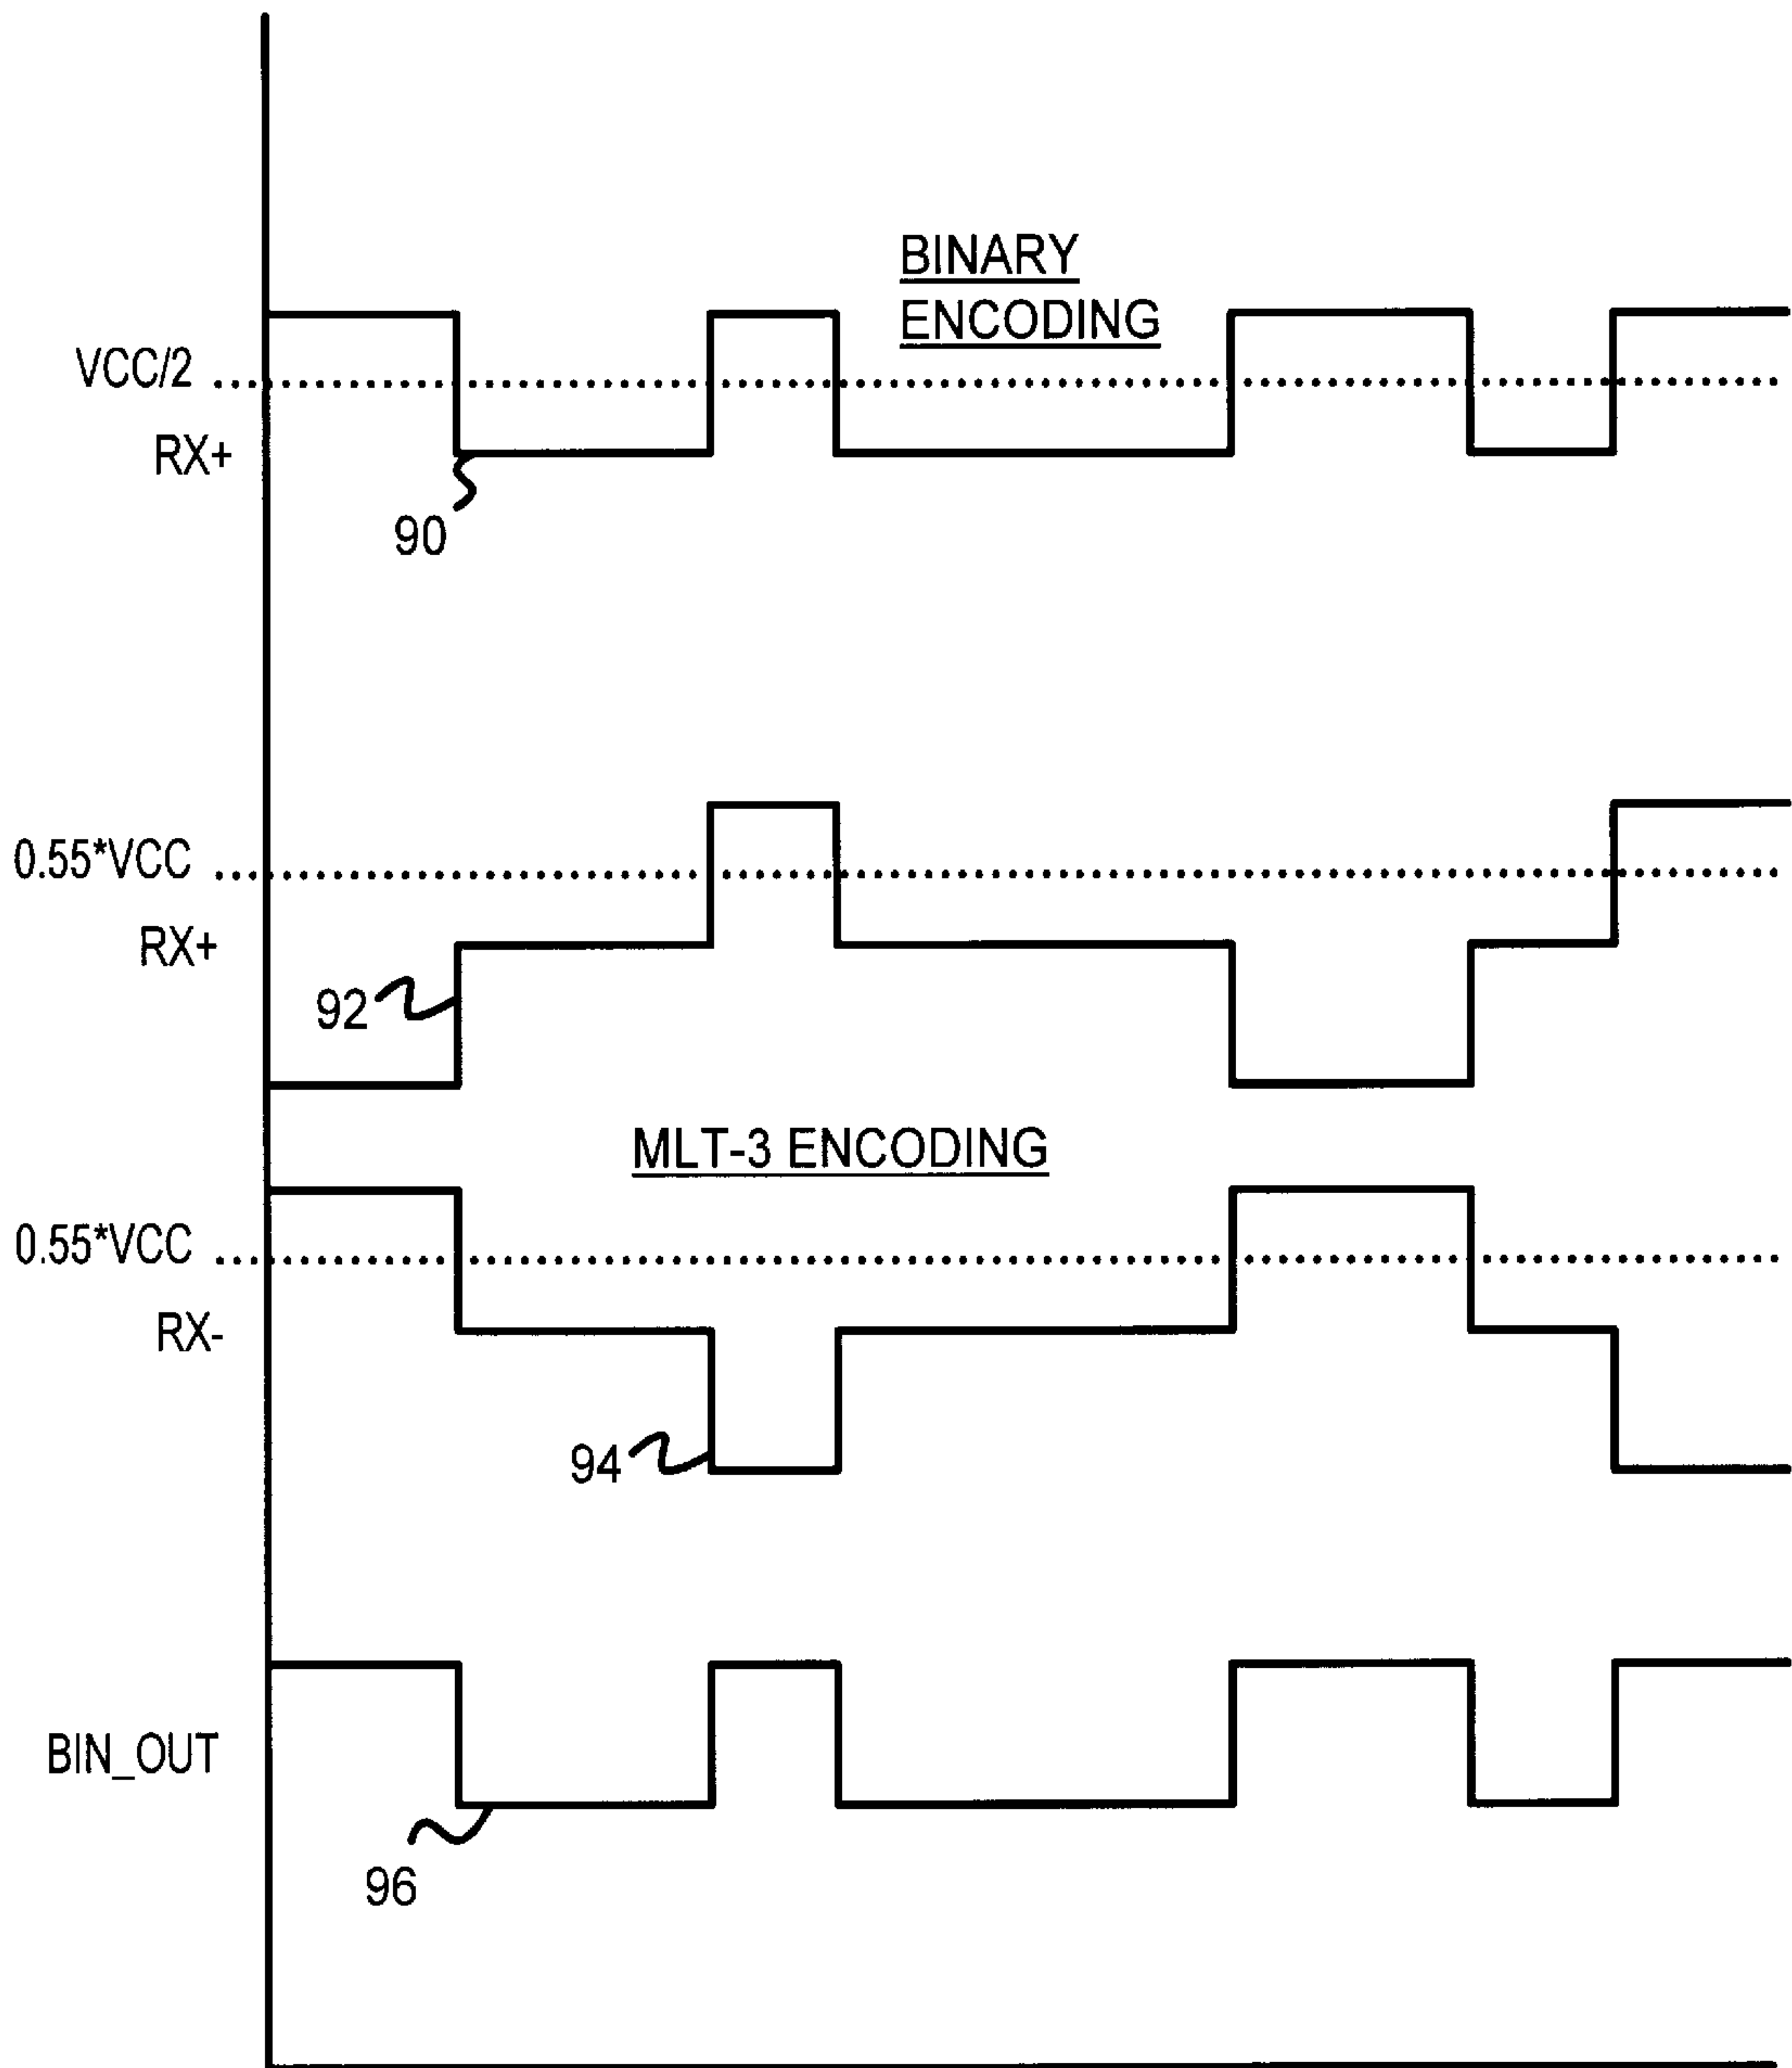 BINARY
ENCODING
VCC/2
RX+
90
0.55*VCC
RX+
92
MLT-3 ENCODING
0.55*VCC
RX-
94
BIN_OUT
96